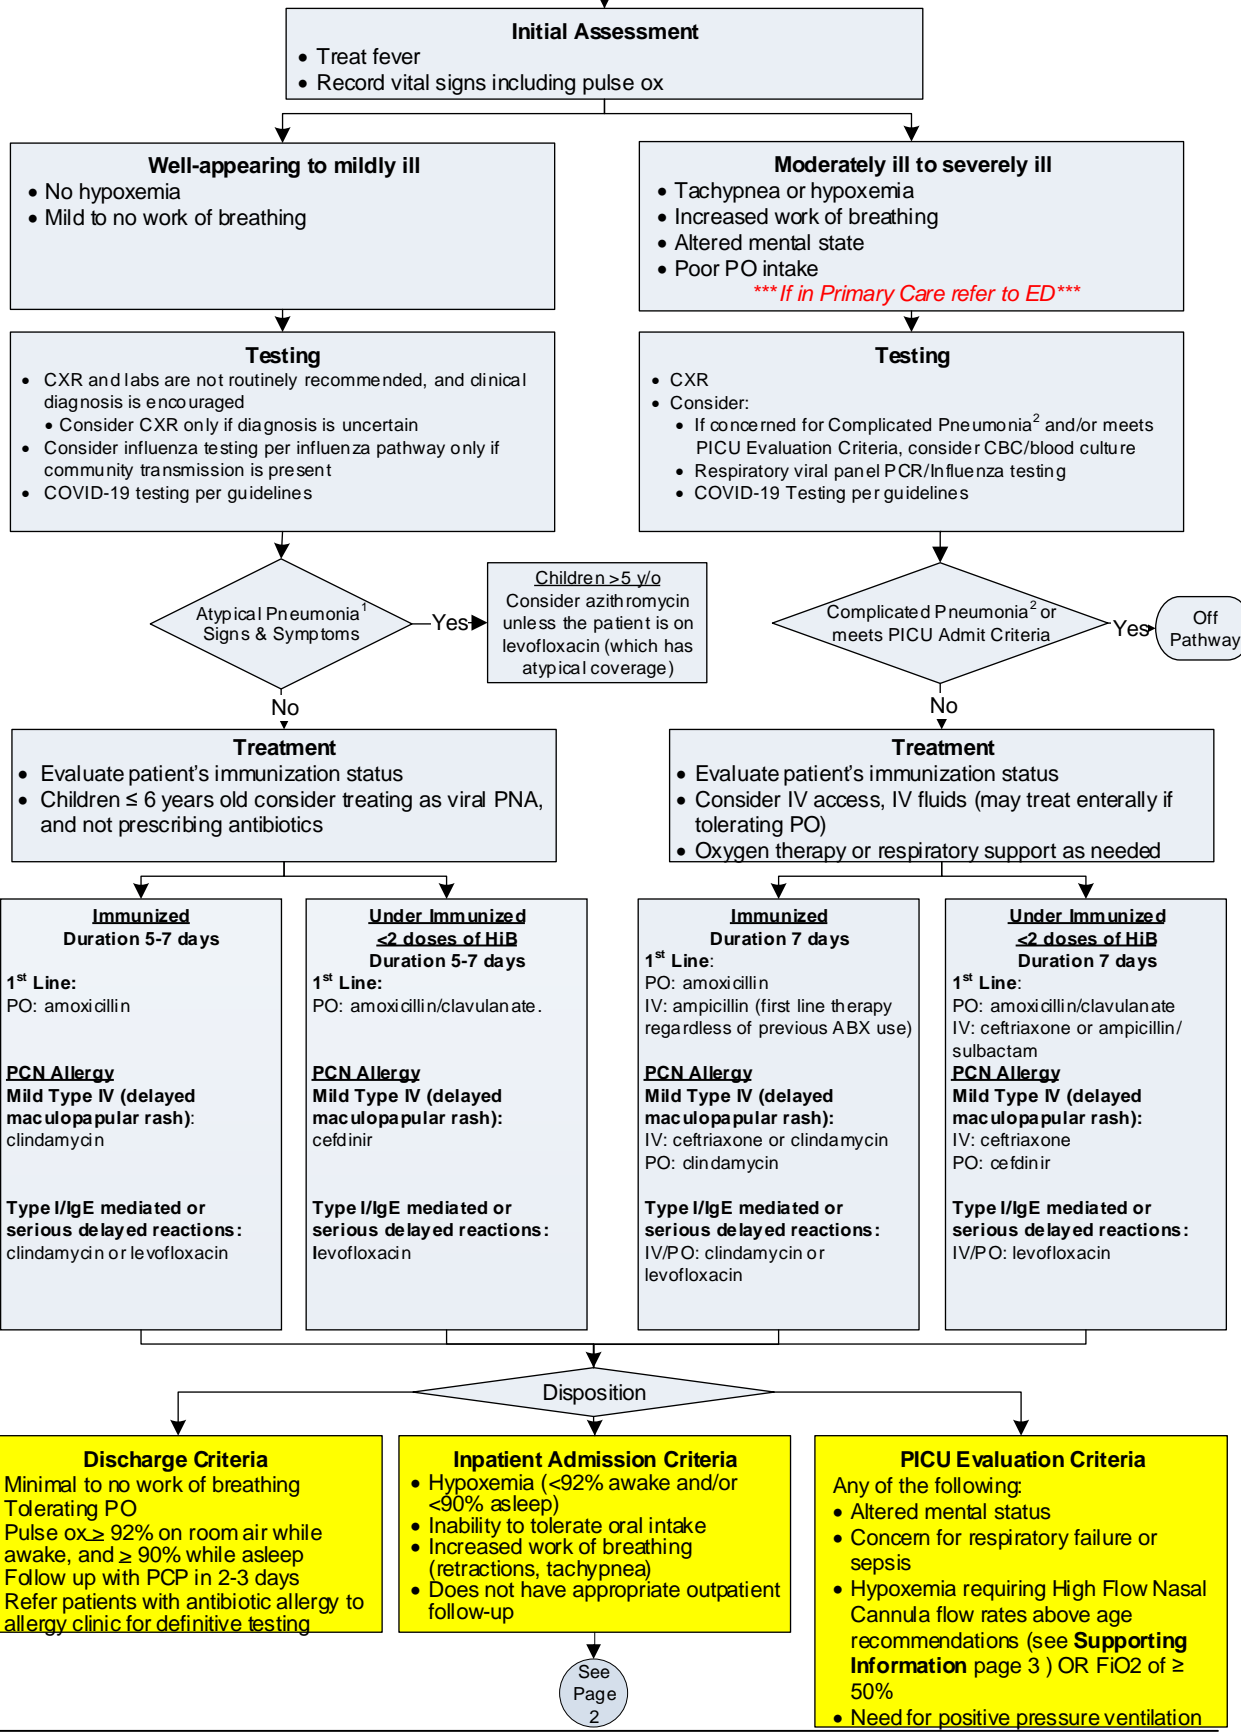 Initial Assessment
• Treat fever
• Record vital signs including pulse ox
Well-appearing to mildly ill
• No hypoxemia
• Mild to no work of breathing
Moderately ill to severely ill
• Tachypnea or hypoxemia
• Increased work of breathing
• Altered mental state
• Poor PO intake
***If in Primary Care refer to ED***
Testing
• CXR and labs are not routinely recommended, and clinical
diagnosis is encouraged
• Consider CXR only if diagnosis is uncertain
• Consider influenza testing per influenza pathway only if
community transmission is present
• COVID-19 testing per guidelines
Testing
• CXR
• Consider:
• If concerned for Complicated Pneumonia² and/or meets
PICU Evaluation Criteria, consider CBC/blood culture
• Respiratory viral panel PCR/Influenza testing
• COVID-19 Testing per guidelines
Atypical Pneumonia¹
Signs & Symptoms
Yes
Children >5 y/o
Consider azithromycin
unless the patient is on
levofloxacin (which has
atypical coverage)
Complicated Pneumonia² or
meets PICU Admit Criteria
Yes
Off
Pathway
No
No
Treatment
• Evaluate patient's immunization status
• Children ≤ 6 years old consider treating as viral PNA,
and not prescribing antibiotics
Treatment
• Evaluate patient's immunization status
• Consider IV access, IV fluids (may treat enterally if
tolerating PO)
• Oxygen therapy or respiratory support as needed
Immunized
Duration 5-7 days
1st Line:
PO: amoxicillin
PCN Allergy
Mild Type IV (delayed
maculopapular rash):
clindamycin
Type I/IgE mediated or
serious delayed reactions:
clindamycin or levofloxacin
Under Immunized
<2 doses of HiB
Duration 5-7 days
1st Line:
PO: amoxicillin/clavulanate.
PCN Allergy
Mild Type IV (delayed
maculopapular rash):
cefdinir
Type I/IgE mediated or
serious delayed reactions:
levofloxacin
Immunized
Duration 7 days
1st Line:
PO: amoxicillin
IV: ampicillin (first line therapy
regardless of previous ABX use)
PCN Allergy
Mild Type IV (delayed
maculopapular rash):
IV: ceftriaxone or clindamycin
PO: clindamycin
Type I/IgE mediated or
serious delayed reactions:
IV/PO: clindamycin or
levofloxacin
Under Immunized
<2 doses of HiB
Duration 7 days
1st Line:
PO: amoxicillin/clavulanate
IV: ceftriaxone or ampicillin/
sulbactam
PCN Allergy
Mild Type IV (delayed
maculopapular rash):
IV: ceftriaxone
PO: cefdinir
Type I/IgE mediated or
serious delayed reactions:
IV/PO: levofloxacin
Disposition
Discharge Criteria
Minimal to no work of breathing
Tolerating PO
Pulse ox ≥ 92% on room air while
awake, and ≥ 90% while asleep
Follow up with PCP in 2-3 days
Refer patients with antibiotic allergy to
allergy clinic for definitive testing
Inpatient Admission Criteria
• Hypoxemia (<92% awake and/or
<90% asleep)
• Inability to tolerate oral intake
• Increased work of breathing
(retractions, tachypnea)
• Does not have appropriate outpatient
follow-up
See
Page
2
PICU Evaluation Criteria
Any of the following:
• Altered mental status
• Concern for respiratory failure or
sepsis
• Hypoxemia requiring High Flow Nasal
Cannula flow rates above age
recommendations (see Supporting
Information page 3 ) OR FiO2 of ≥
50%
• Need for positive pressure ventilation